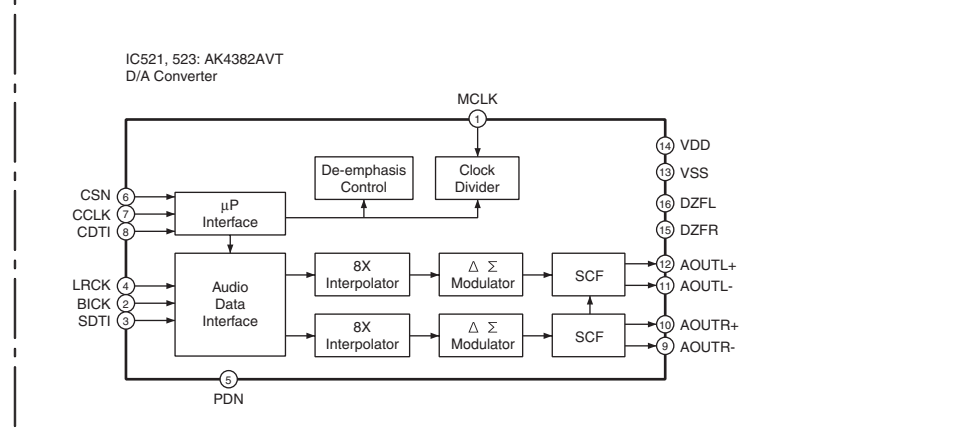 IC521, 523: AK4382AVT
D/A Converter
MCLK
1
14 VDD
13 VSS
16 DZFL
15 DZFR
De-emphasis
Control
Clock
Divider
CSN 6
CCLK 7
CDTI 8
μP
Interface
LRCK 4
BICK 2
SDTI 3
Audio
Data
Interface
8X
Interpolator
Δ Σ
Modulator
SCF
12 AOUTL+
11 AOUTL-
8X
Interpolator
Δ Σ
Modulator
SCF
10 AOUTR+
9 AOUTR-
5
PDN